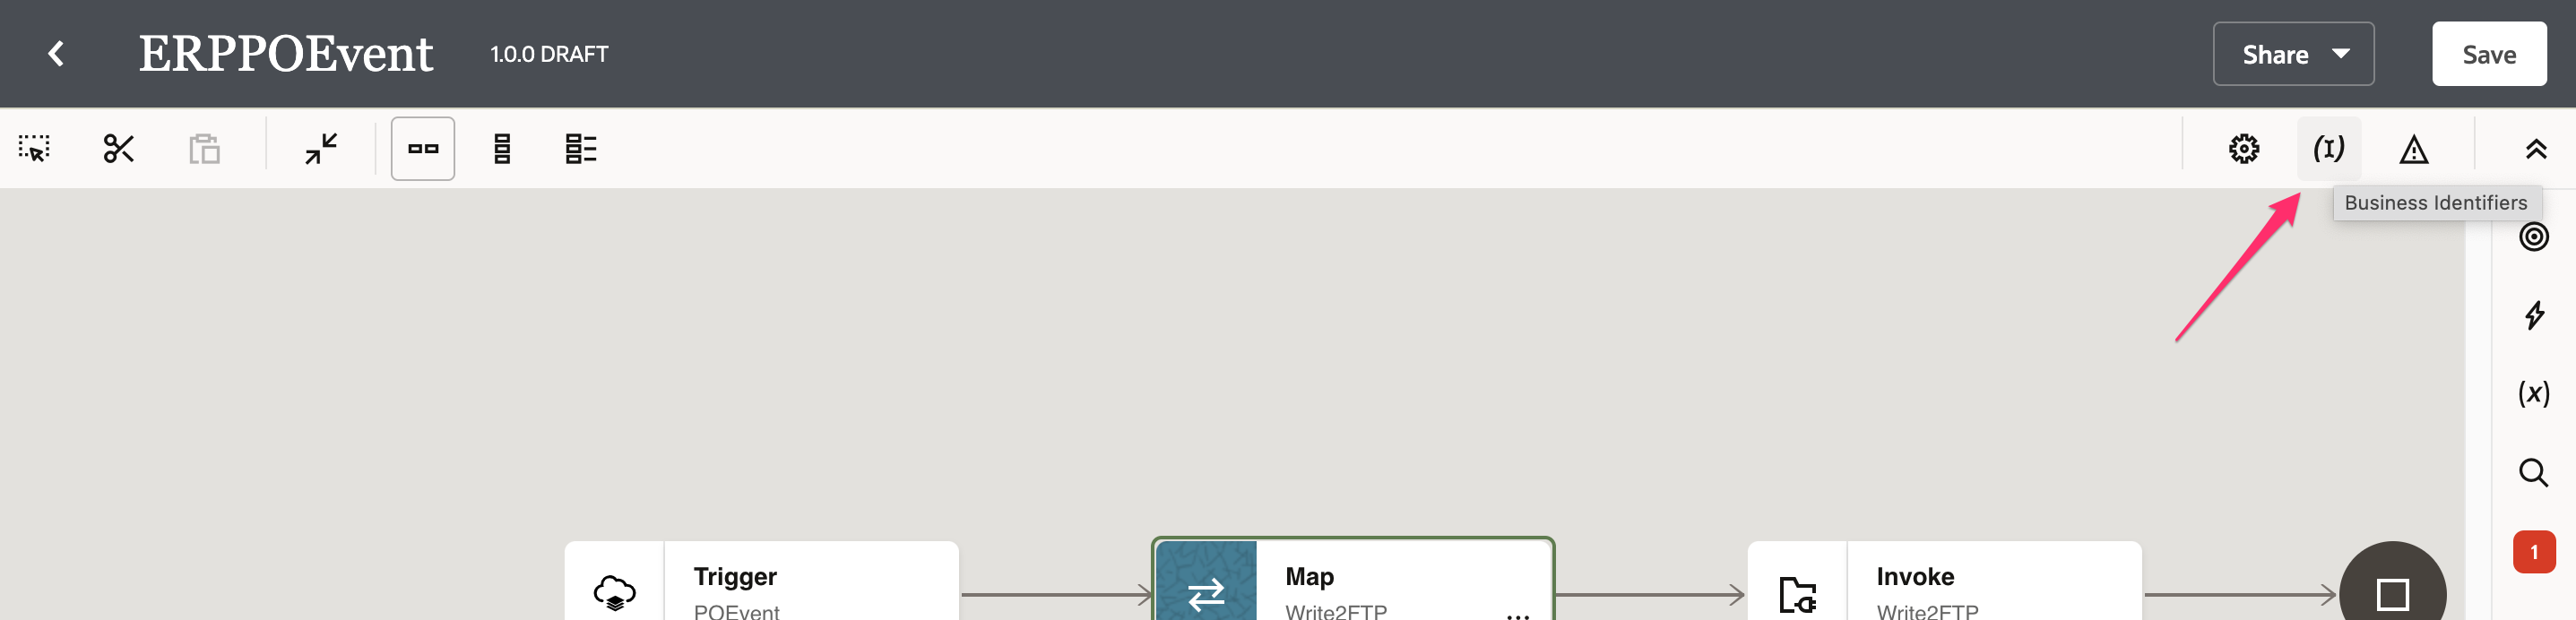 ERPPOEvent 1.0.0 DRAFT Share Save
(I)
Business Identifiers
(x)
1
Trigger
POEvent
Map
Write2FTP
...
Invoke
Write2FTP